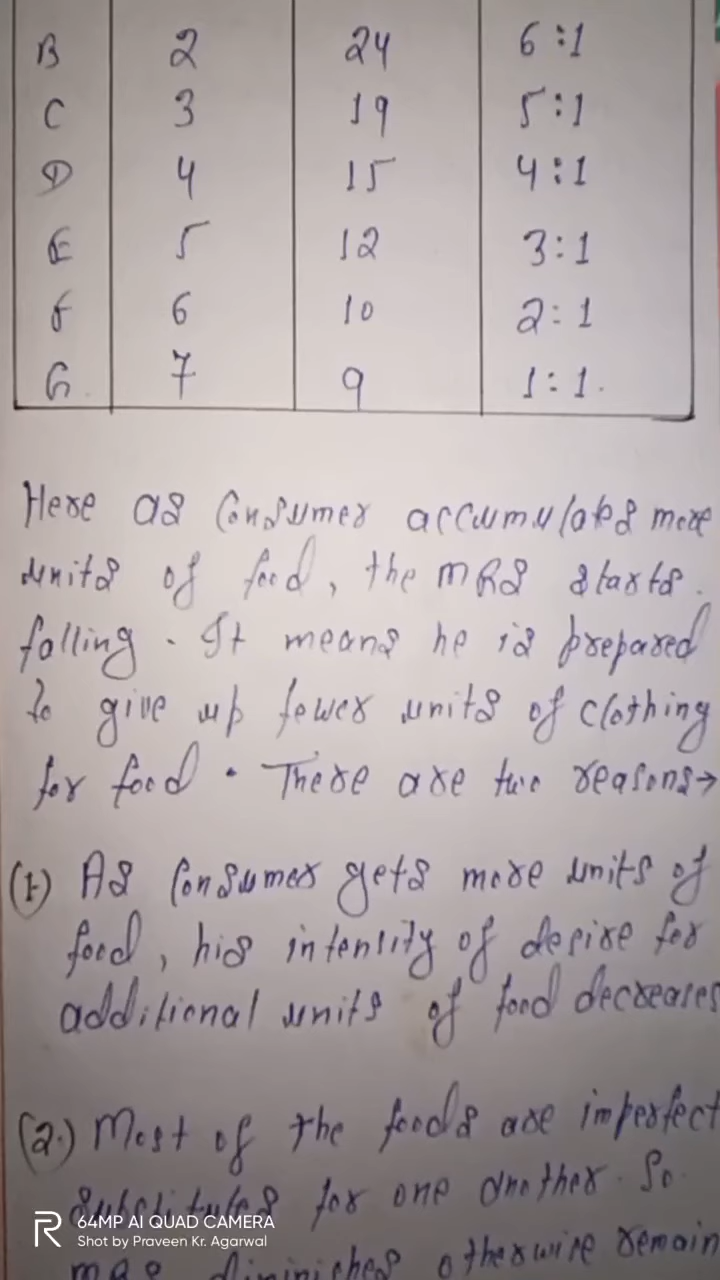 B 2 24 6:1
C 3 19 5:1
D 4 15 4:1
E 5 12 3:1
F 6 10 2:1
G 7 9 1:1.
Here as Consumer accumulates more
units of food, the MRS starts
falling. It means he is prepared
to give up fewer units of clothing
for food. There are two reasons→
(1) As Consumer gets more units of
food, his intensity of desire for
additional units of food decreases
(2.) Most of the foods are imperfect
substitutes for one another. So
MRS diminishes otherwise remain
64MP AI QUAD CAMERA
Shot by Praveen Kr. Agarwal